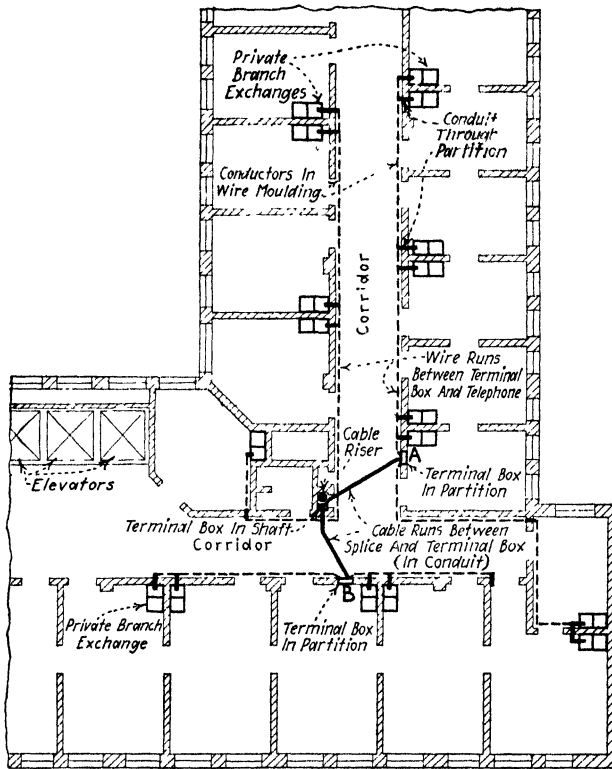 Private
Branch
Exchanges
Conduit
Through
Partition
Conductors In
Wire Moulding
Corridor
Wire Runs
Between Terminal
Box And Telephone
Cable
Riser
A
Elevators
Terminal Box
In Partition
Terminal Box In Shaft
Corridor
Cable Runs Between
Splice And Terminal Box
(In Conduit)
B
Private Branch
Exchange
Terminal Box
In Partition